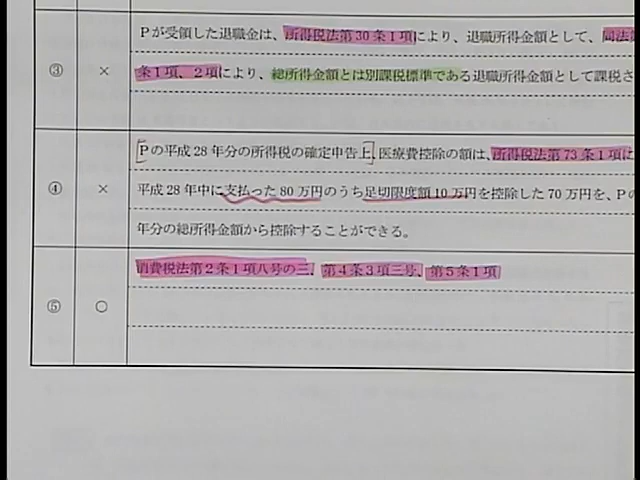 ③ × Pが受領した退職金は、所得税法第30条1項により、退職所得金額として、同法
条1項、2項により、総所得金額とは別課税標準である退職所得金額として課税さ
④ × Pの平成28年分の所得税の確定申告上、医療費控除の額は、所得税法第73条1項に
平成28年中に支払った80万円のうち足切限度額10万円を控除した70万円を、Pの
年分の総所得金額から控除することができる。
⑤ ○ 消費税法第2条1項八号の三、第4条3項三号、第5条1項